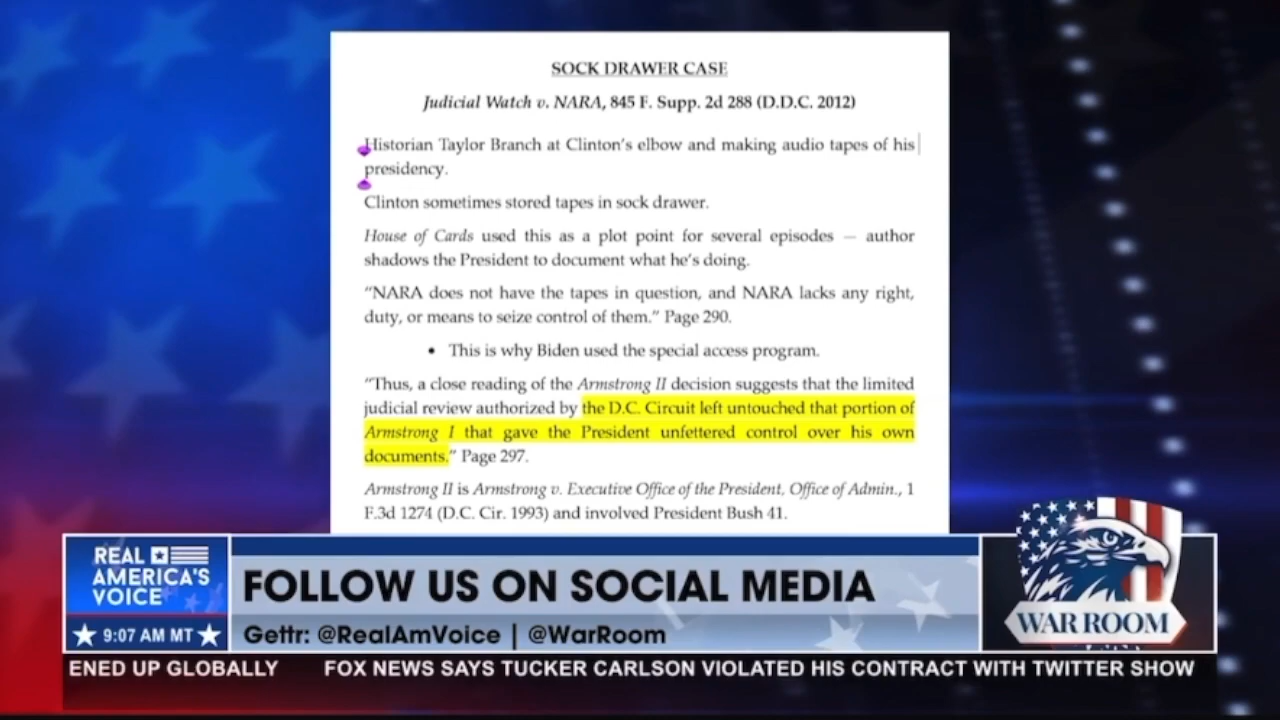 SOCK DRAWER CASE
Judicial Watch v. NARA, 845 F. Supp. 2d 288 (D.D.C. 2012)
Historian Taylor Branch at Clinton's elbow and making audio tapes of his
presidency.
Clinton sometimes stored tapes in sock drawer.
House of Cards used this as a plot point for several episodes — author
shadows the President to document what he's doing.
"NARA does not have the tapes in question, and NARA lacks any right,
duty, or means to seize control of them." Page 290.
• This is why Biden used the special access program.
"Thus, a close reading of the Armstrong II decision suggests that the limited
judicial review authorized by the D.C. Circuit left untouched that portion of
Armstrong I that gave the President unfettered control over his own
documents." Page 297.
Armstrong II is Armstrong v. Executive Office of the President, Office of Admin., 1
F.3d 1274 (D.C. Cir. 1993) and involved President Bush 41.
REAL
AMERICA'S
VOICE
9:07 AM MT
FOLLOW US ON SOCIAL MEDIA
Gettr: @RealAmVoice | @WarRoom
WAR ROOM
ENED UP GLOBALLY FOX NEWS SAYS TUCKER CARLSON VIOLATED HIS CONTRACT WITH TWITTER SHOW